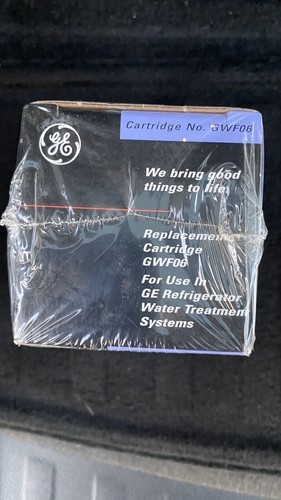 GE
Cartridge No. GWF06
We bring good
things to life.
Replacement
Cartridge
GWF06
For Use In
GE Refrigerator
Water Treatment
Systems